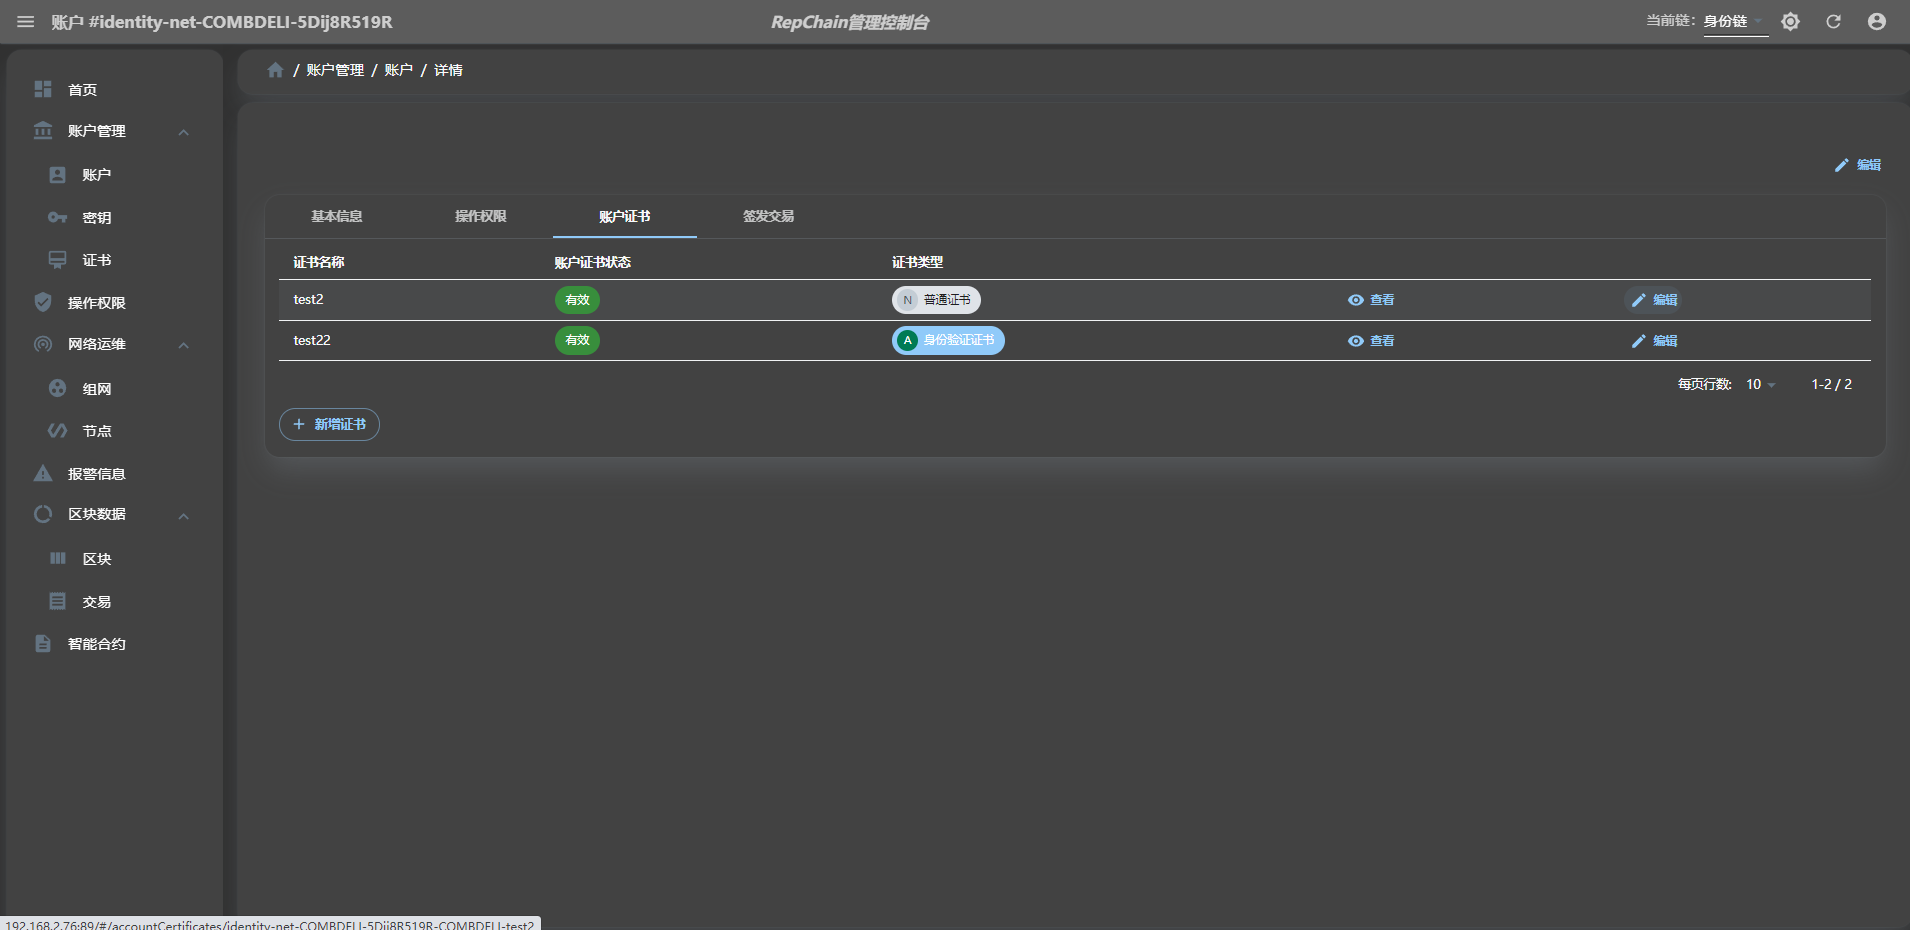 账户 #identity-net-COMBDELI-5Dij8R519R
RepChain管理控制台
当前链: 身份链
首页
账户管理
账户
密钥
证书
操作权限
网络运维
组网
节点
报警信息
区块数据
区块
交易
智能合约
/ 账户管理 / 账户 / 详情
编辑
基本信息 操作权限 账户证书 签发交易
证书名称 账户证书状态 证书类型
test2 有效 N 普通证书 查看 编辑
test22 有效 A 身份验证证书 查看 编辑
每页行数: 10 1-2 / 2
新增证书
192.168.2.76:89/#/accountCertificates/identity-net-COMBDELI-5Dij8R519R-COMBDELI-test2